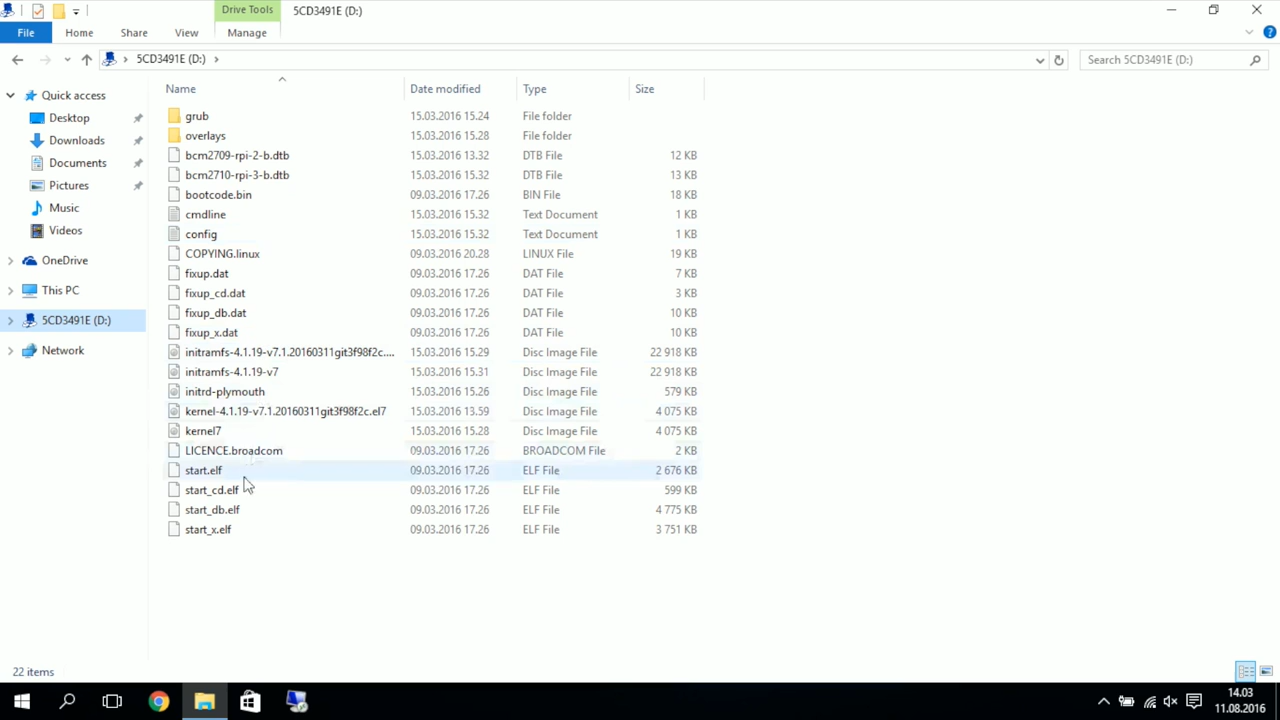 Drive Tools 5CD3491E (D:)
File Home Share View Manage
5CD3491E (D:) Search 5CD3491E (D:)
Name Date modified Type Size
Quick access
Desktop
Downloads
Documents
Pictures
Music
Videos
OneDrive
This PC
5CD3491E (D:)
Network
grub 15.03.2016 15.24 File folder
overlays 15.03.2016 15.28 File folder
bcm2709-rpi-2-b.dtb 15.03.2016 13.32 DTB File 12 KB
bcm2710-rpi-3-b.dtb 15.03.2016 15.32 DTB File 13 KB
bootcode.bin 09.03.2016 17.26 BIN File 18 KB
cmdline 15.03.2016 15.32 Text Document 1 KB
config 15.03.2016 15.32 Text Document 1 KB
COPYING.linux 09.03.2016 20.28 LINUX File 19 KB
fixup.dat 09.03.2016 17.26 DAT File 7 KB
fixup_cd.dat 09.03.2016 17.26 DAT File 3 KB
fixup_db.dat 09.03.2016 17.26 DAT File 10 KB
fixup_x.dat 09.03.2016 17.26 DAT File 10 KB
initramfs-4.1.19-v7.1.20160311git3f98f2c.... 15.03.2016 15.29 Disc Image File 22 918 KB
initramfs-4.1.19-v7 15.03.2016 15.31 Disc Image File 22 918 KB
initrd-plymouth 15.03.2016 15.26 Disc Image File 579 KB
kernel-4.1.19-v7.1.20160311git3f98f2c.el7 15.03.2016 13.59 Disc Image File 4 075 KB
kernel7 15.03.2016 15.28 Disc Image File 4 075 KB
LICENCE.broadcom 09.03.2016 17.26 BROADCOM File 2 KB
start.elf 09.03.2016 17.26 ELF File 2 676 KB
start_cd.elf 09.03.2016 17.26 ELF File 599 KB
start_db.elf 09.03.2016 17.26 ELF File 4 775 KB
start_x.elf 09.03.2016 17.26 ELF File 3 751 KB
22 items
14.03
11.08.2016